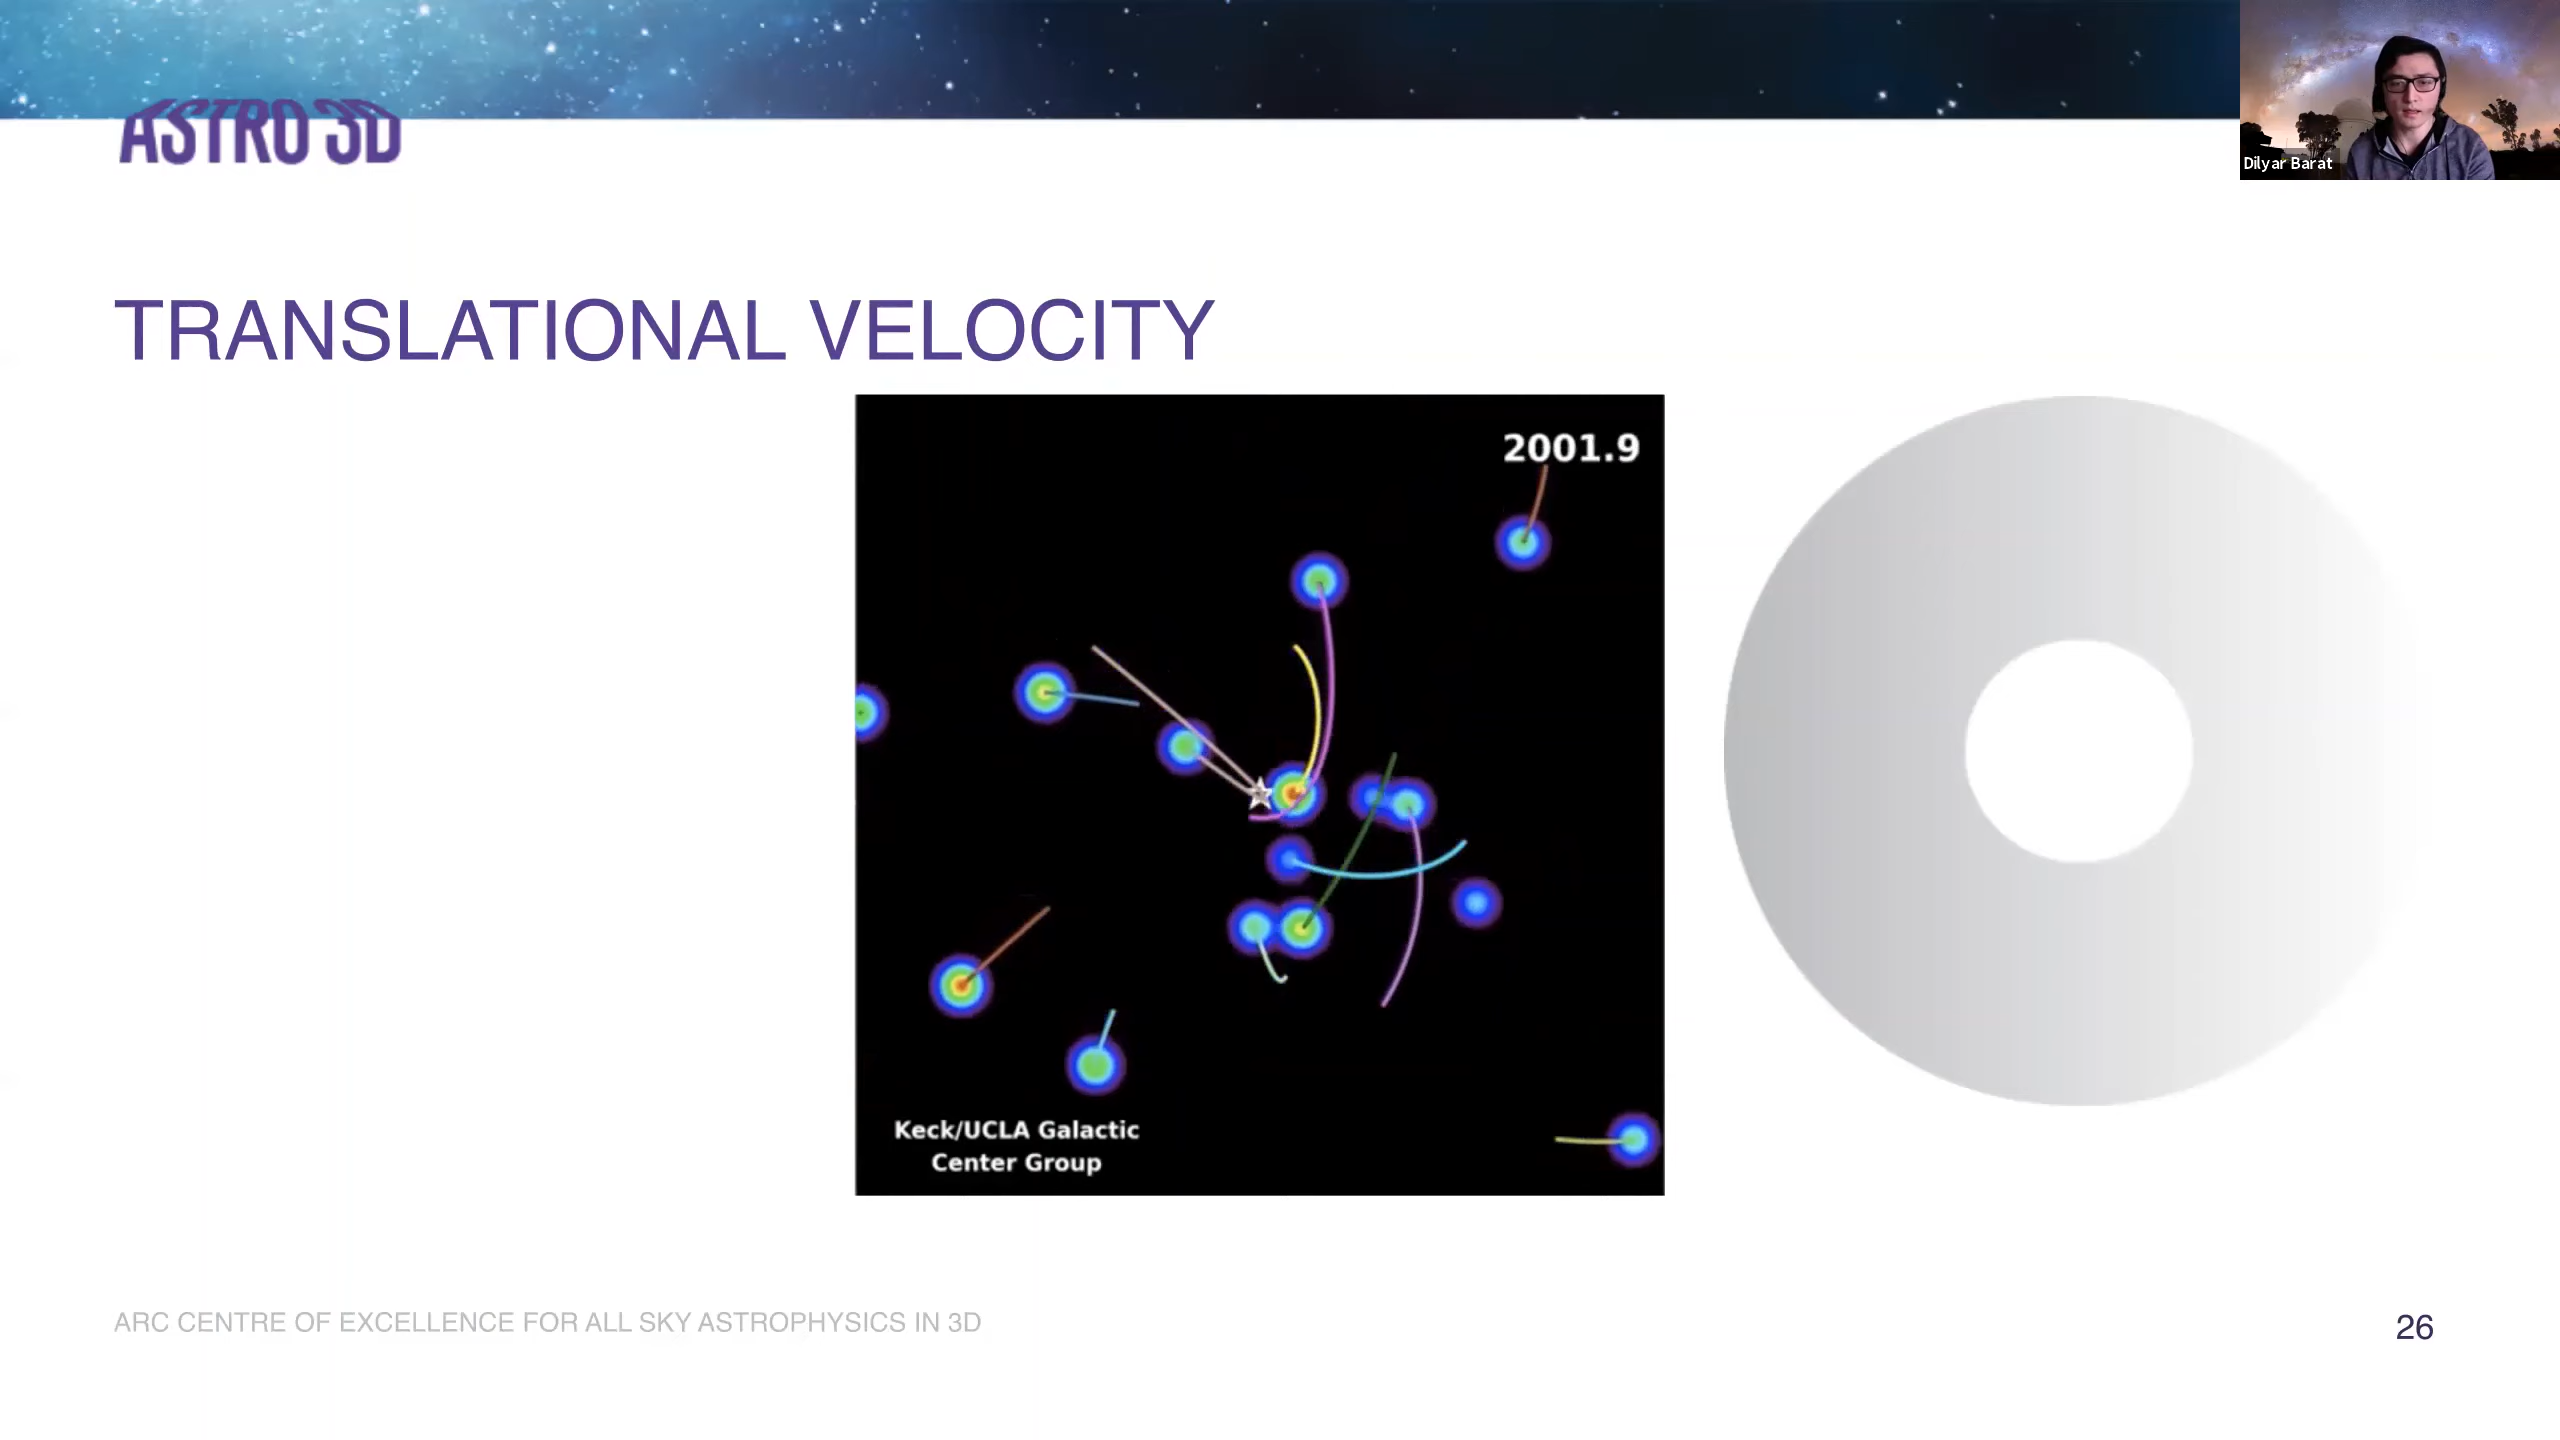 ASTRO 3D
Dilyar Barat
TRANSLATIONAL VELOCITY
2001.9
Keck/UCLA Galactic
Center Group
ARC CENTRE OF EXCELLENCE FOR ALL SKY ASTROPHYSICS IN 3D
26